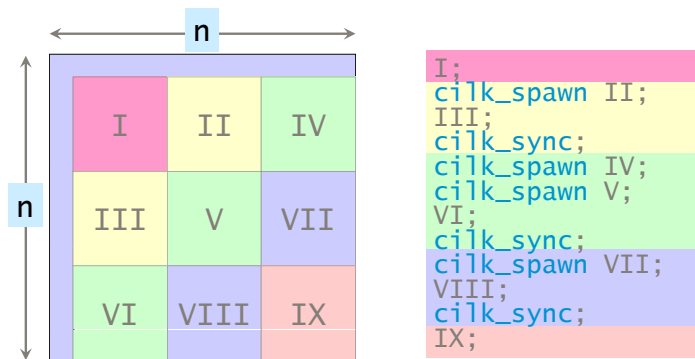 n
n
I II IV
III V VII
VI VIII IX
I;
cilk_spawn II;
III;
cilk_sync;
cilk_spawn IV;
cilk_spawn V;
VI;
cilk_sync;
cilk_spawn VII;
VIII;
cilk_sync;
IX;